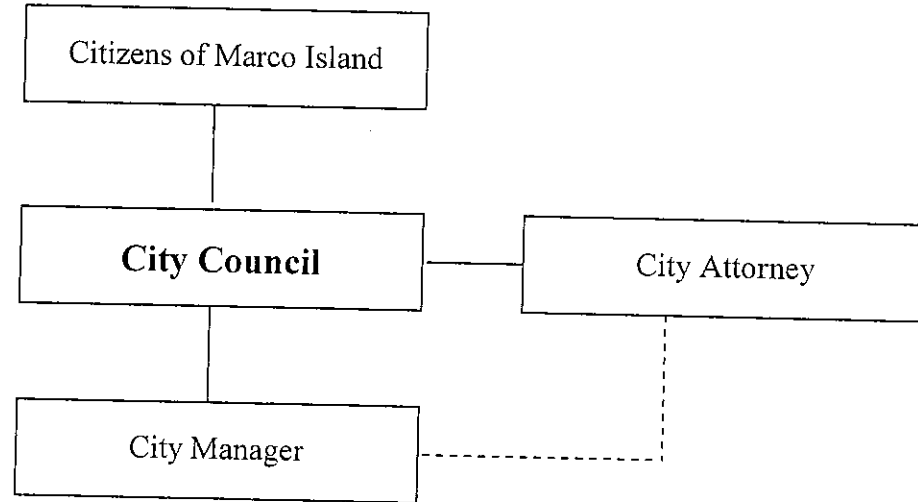 Citizens of Marco Island
City Council
City Attorney
City Manager